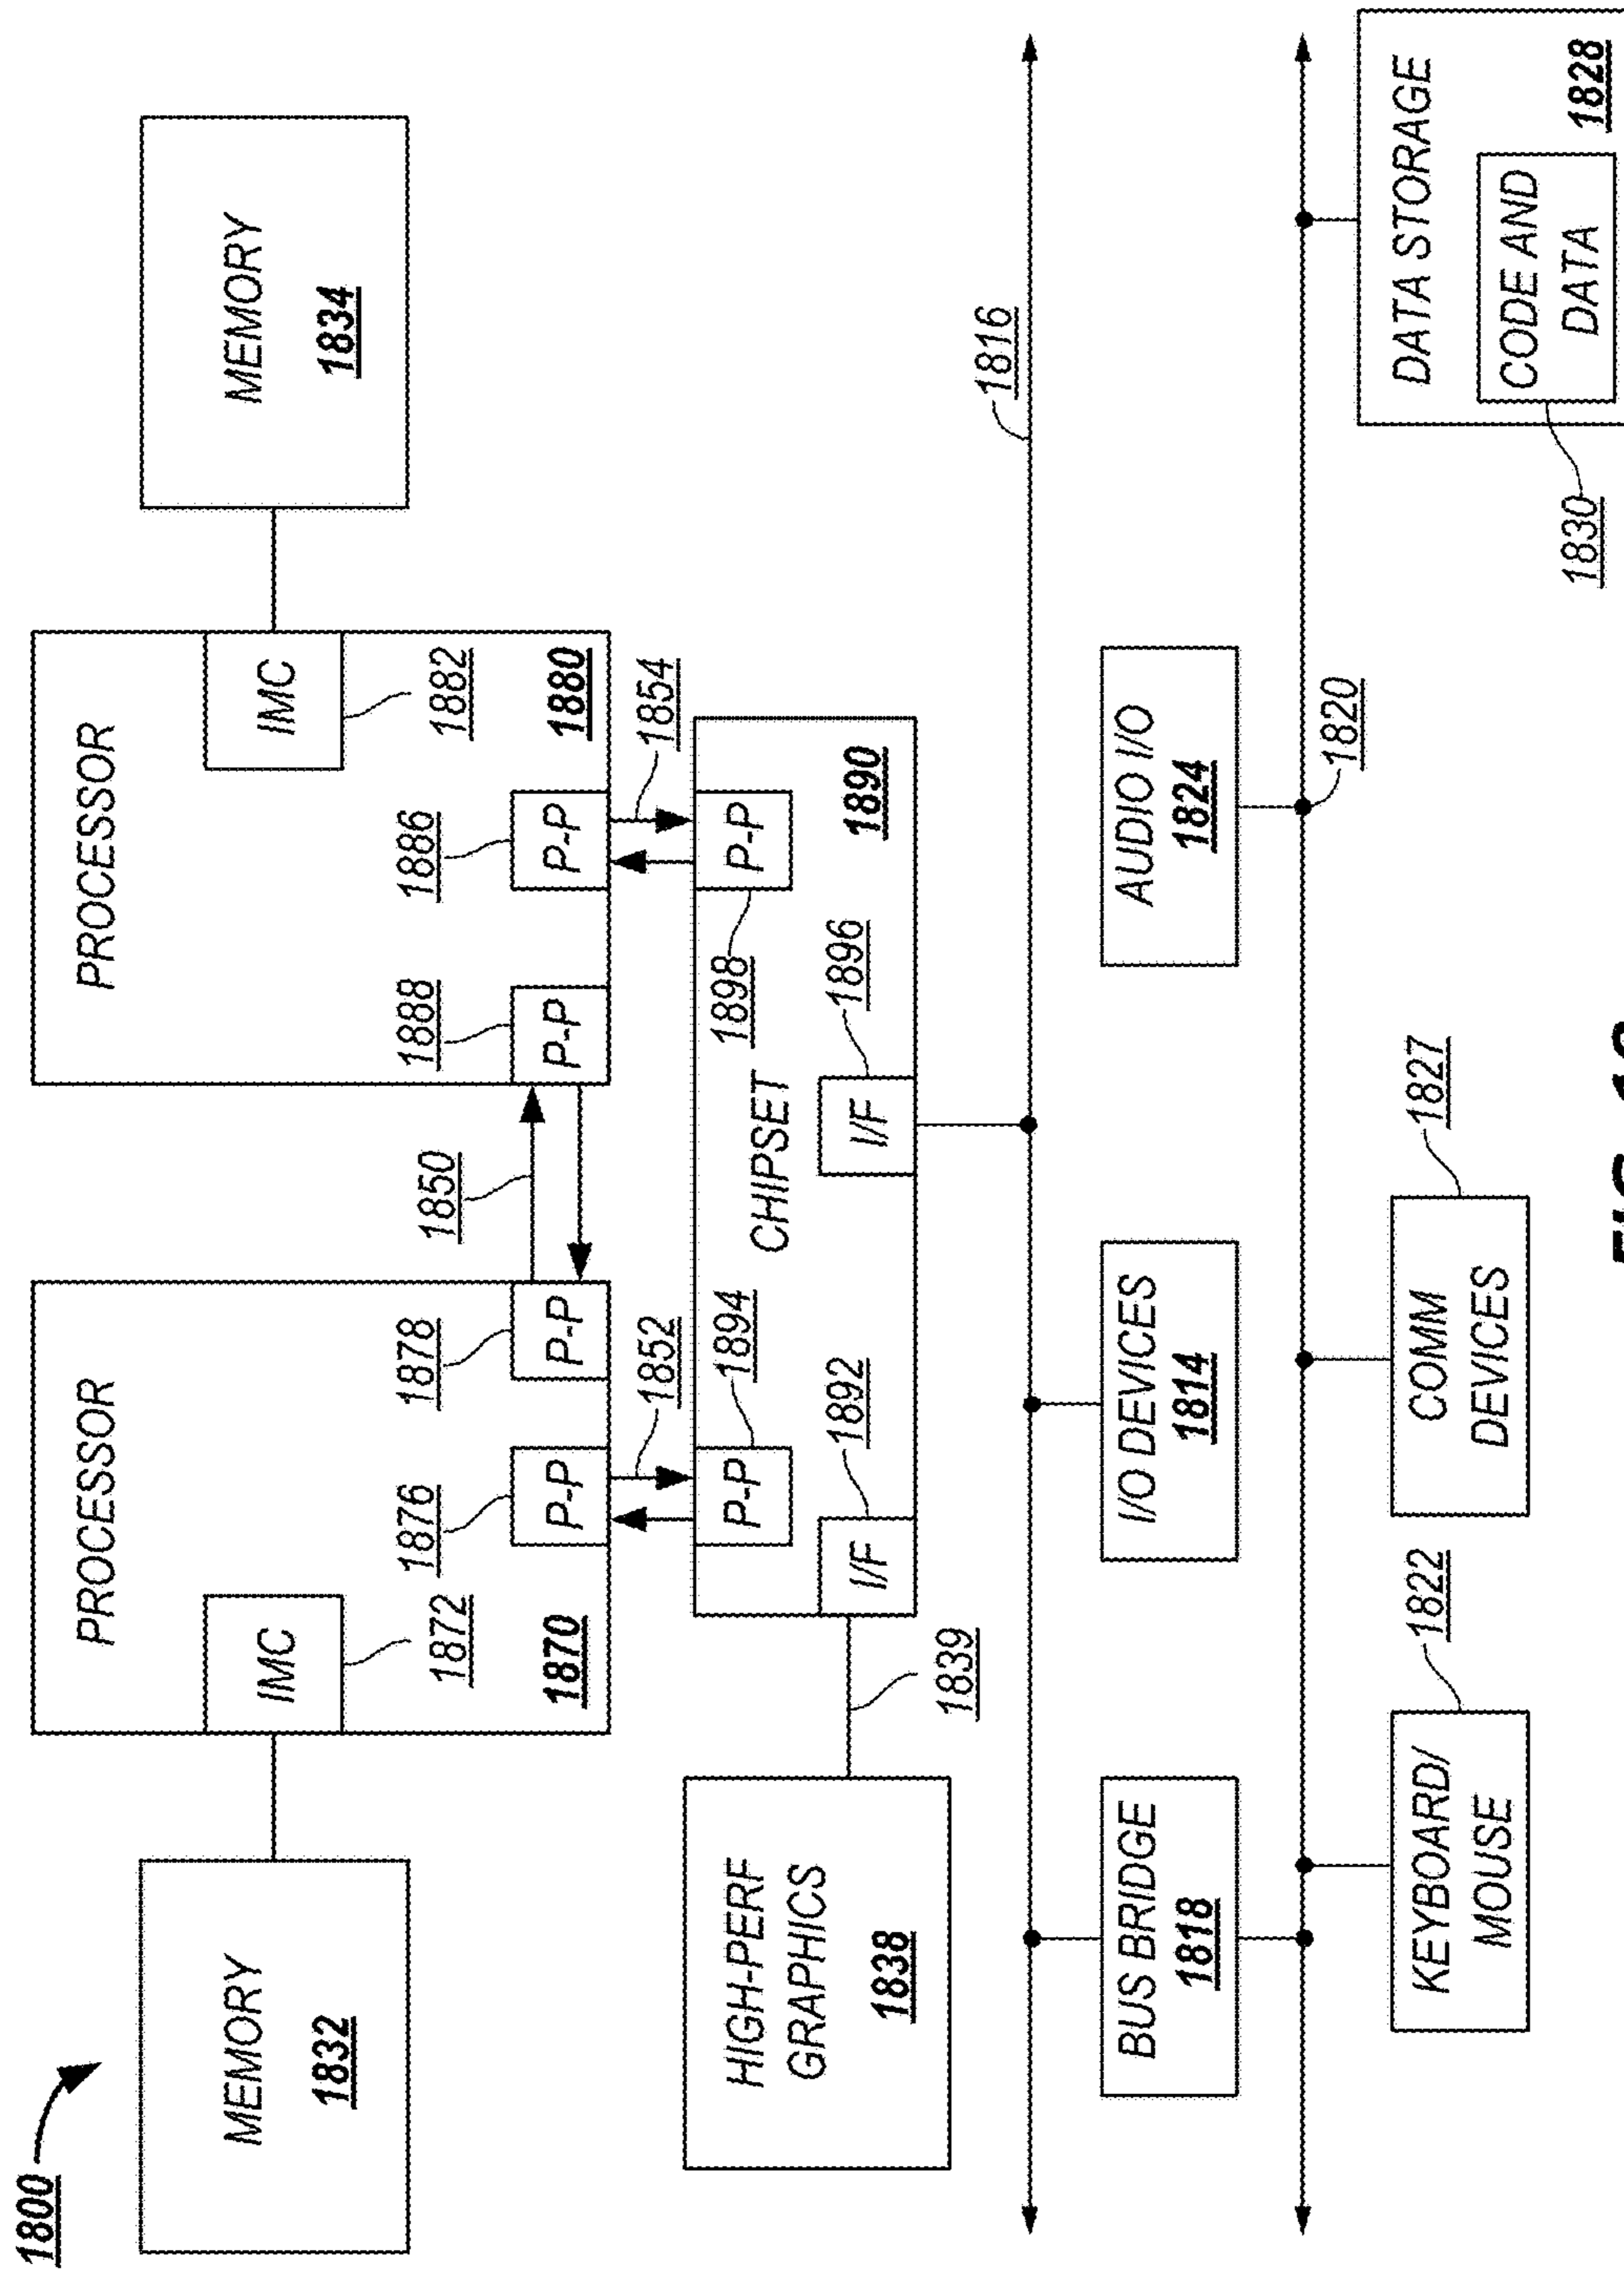 1800
MEMORY
1832
PROCESSOR
IMC
1872
1870
1876
P-P
1878
P-P
1850
PROCESSOR
1888
P-P
1886
P-P
IMC
1882
1880
MEMORY
1834
1852
1854
HIGH-PERF
GRAPHICS
1838
1839
P-P
1894
I/F
1892
CHIPSET
1898
P-P
1890
I/F
1896
1816
BUS BRIDGE
1818
I/O DEVICES
1814
AUDIO I/O
1824
1820
KEYBOARD/
MOUSE
1822
COMM
DEVICES
1827
DATA STORAGE
CODE AND
DATA
1830
1828